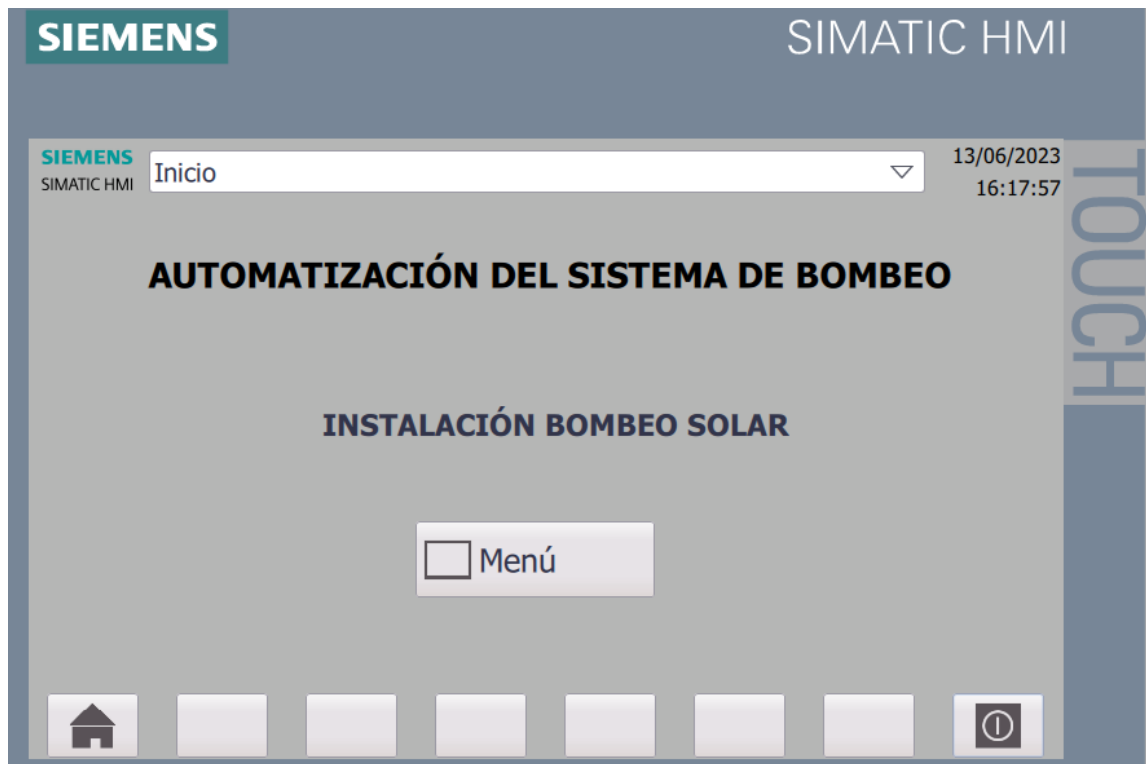 SIEMENS
SIMATIC HMI
SIEMENS
SIMATIC HMI
Inicio
13/06/2023
16:17:57
TOUCH
AUTOMATIZACIÓN DEL SISTEMA DE BOMBEO
INSTALACIÓN BOMBEO SOLAR
Menú